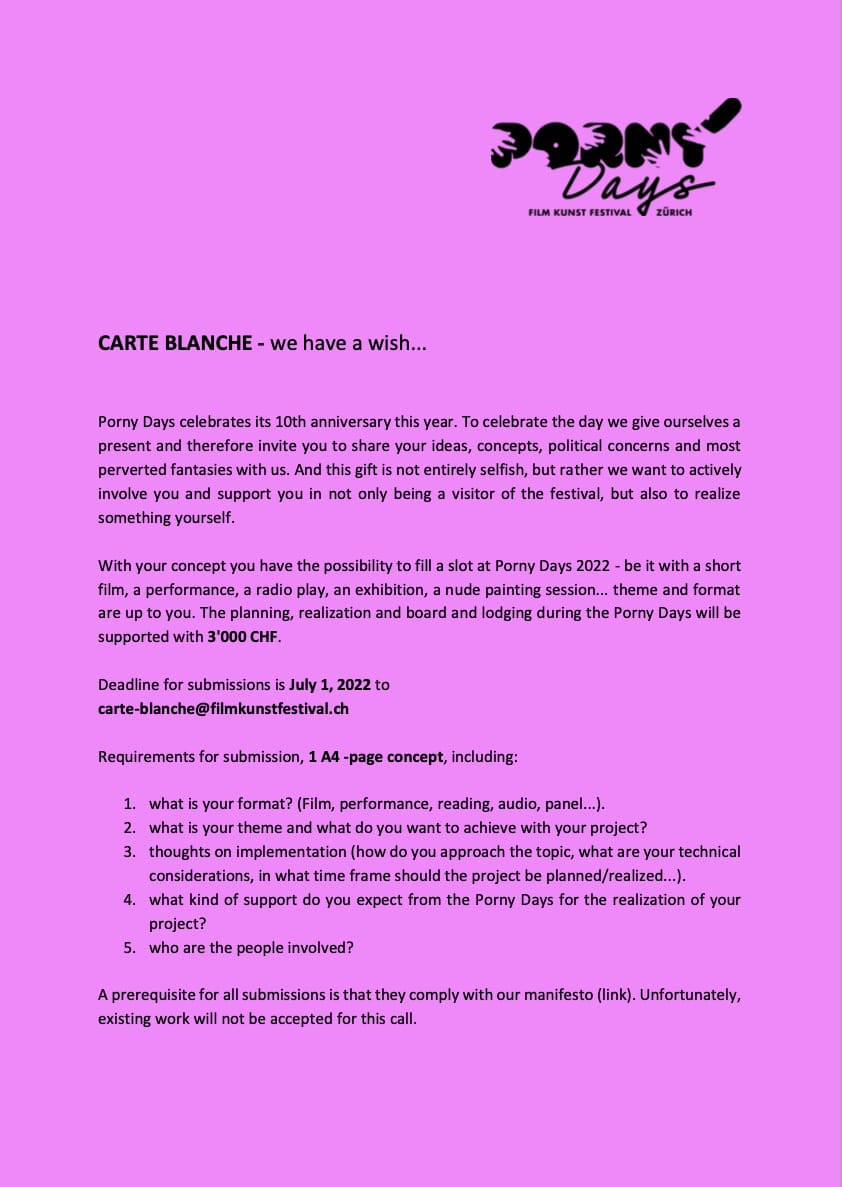 PORNY
Days
FILM KUNST FESTIVAL ZÜRICH
CARTE BLANCHE - we have a wish...
Porny Days celebrates its 10th anniversary this year. To celebrate the day we give ourselves a
present and therefore invite you to share your ideas, concepts, political concerns and most
perverted fantasies with us. And this gift is not entirely selfish, but rather we want to actively
involve you and support you in not only being a visitor of the festival, but also to realize
something yourself.
With your concept you have the possibility to fill a slot at Porny Days 2022 - be it with a short
film, a performance, a radio play, an exhibition, a nude painting session... theme and format
are up to you. The planning, realization and board and lodging during the Porny Days will be
supported with 3'000 CHF.
Deadline for submissions is July 1, 2022 to
carte-blanche@filmkunstfestival.ch
Requirements for submission, 1 A4 -page concept, including:
1. what is your format? (Film, performance, reading, audio, panel...).
2. what is your theme and what do you want to achieve with your project?
3. thoughts on implementation (how do you approach the topic, what are your technical
considerations, in what time frame should the project be planned/realized...).
4. what kind of support do you expect from the Porny Days for the realization of your
project?
5. who are the people involved?
A prerequisite for all submissions is that they comply with our manifesto (link). Unfortunately,
existing work will not be accepted for this call.